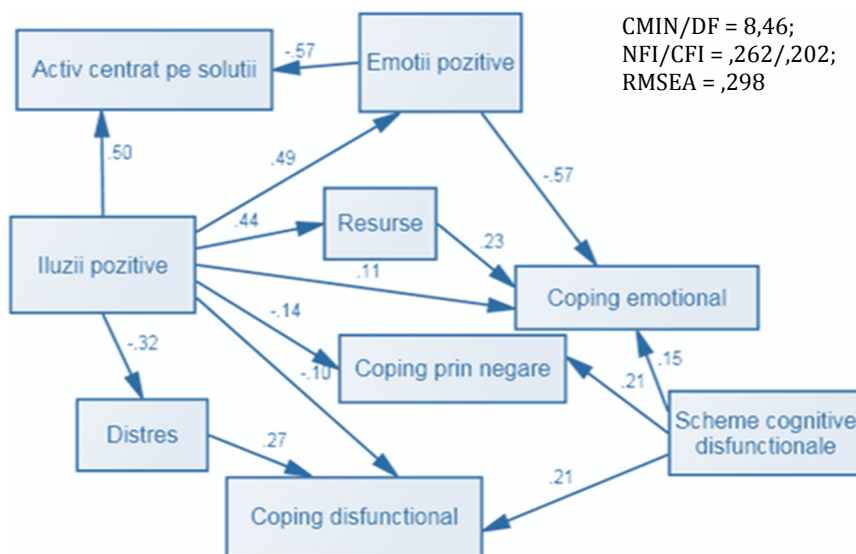 CMIN/DF = 8,46;
NFI/CFI = ,262/,202;
RMSEA = ,298
Activ centrat pe solutii
-.57
Emotii pozitive
.50
.49
-.57
.44
Resurse
.23
Iluzii pozitive
.11
Coping emotional
-.14
-.32
Coping prin negare
.15
-.10
.21
Distres
.27
Scheme cognitive
disfunctionale
.21
Coping disfunctional